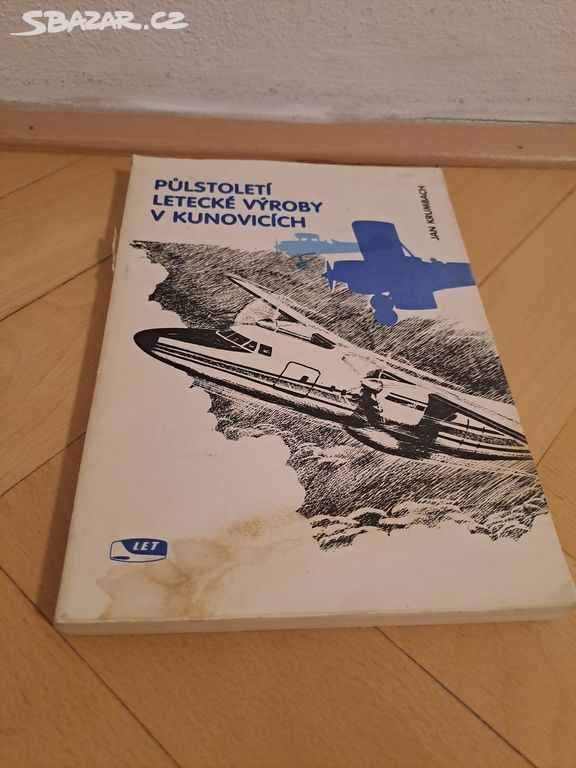 SBAZAR.CZ
PŮLSTOLETÍ
LETECKÉ VÝROBY
V KUNOVICÍCH
JAN KRUMBACH
LET